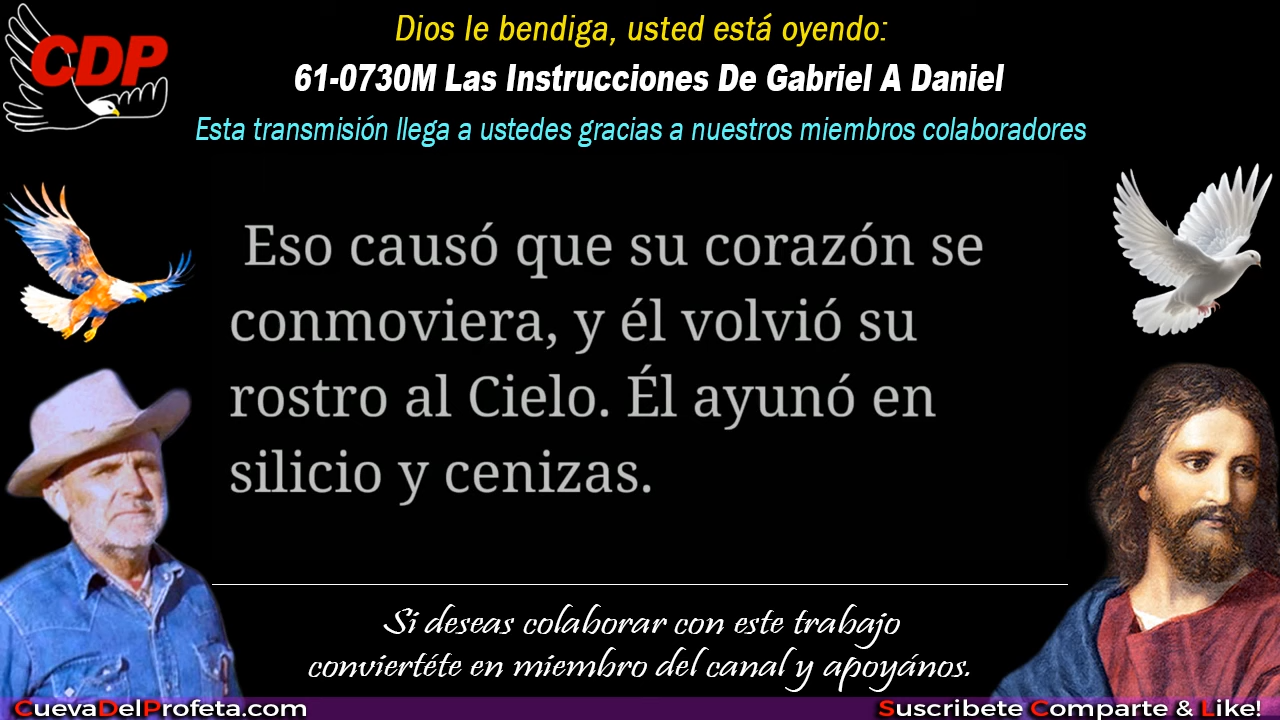 CDP
Dios le bendiga, usted está oyendo:
61-0730M Las Instrucciones De Gabriel A Daniel
Esta transmisión llega a ustedes gracias a nuestros miembros colaboradores
Eso causó que su corazón se
conmoviera, y él volvió su
rostro al Cielo. Él ayunó en
silicio y cenizas.
Si deseas colaborar con este trabajo
conviertéte en miembro del canal y apoyános.
CuevaDelProfeta.com
Suscribete Comparte & Like!